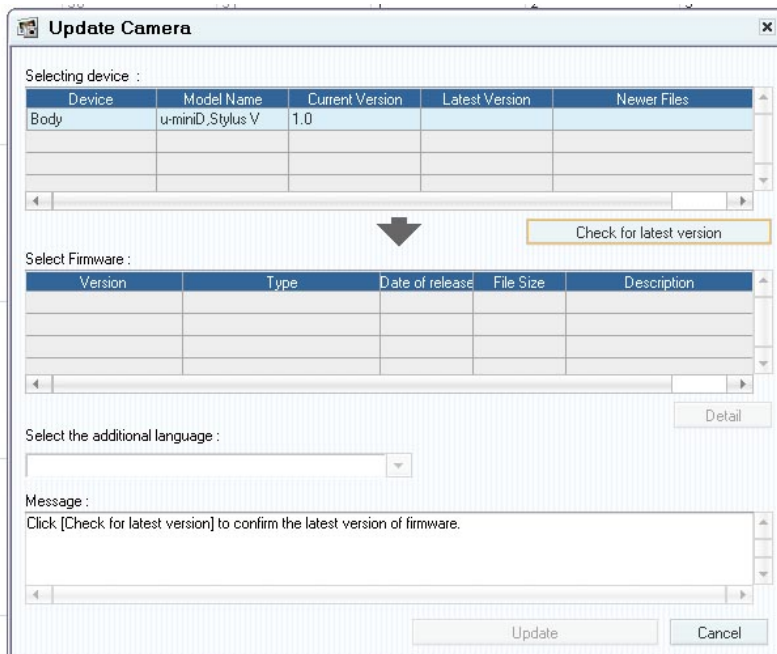 Update Camera
Selecting device :
Device Model Name Current Version Latest Version Newer Files
Body u-miniD,Stylus V 1.0
Check for latest version
Select Firmware :
Version Type Date of release File Size Description
Detail
Select the additional language :
Message :
Click [Check for latest version] to confirm the latest version of firmware.
Update Cancel